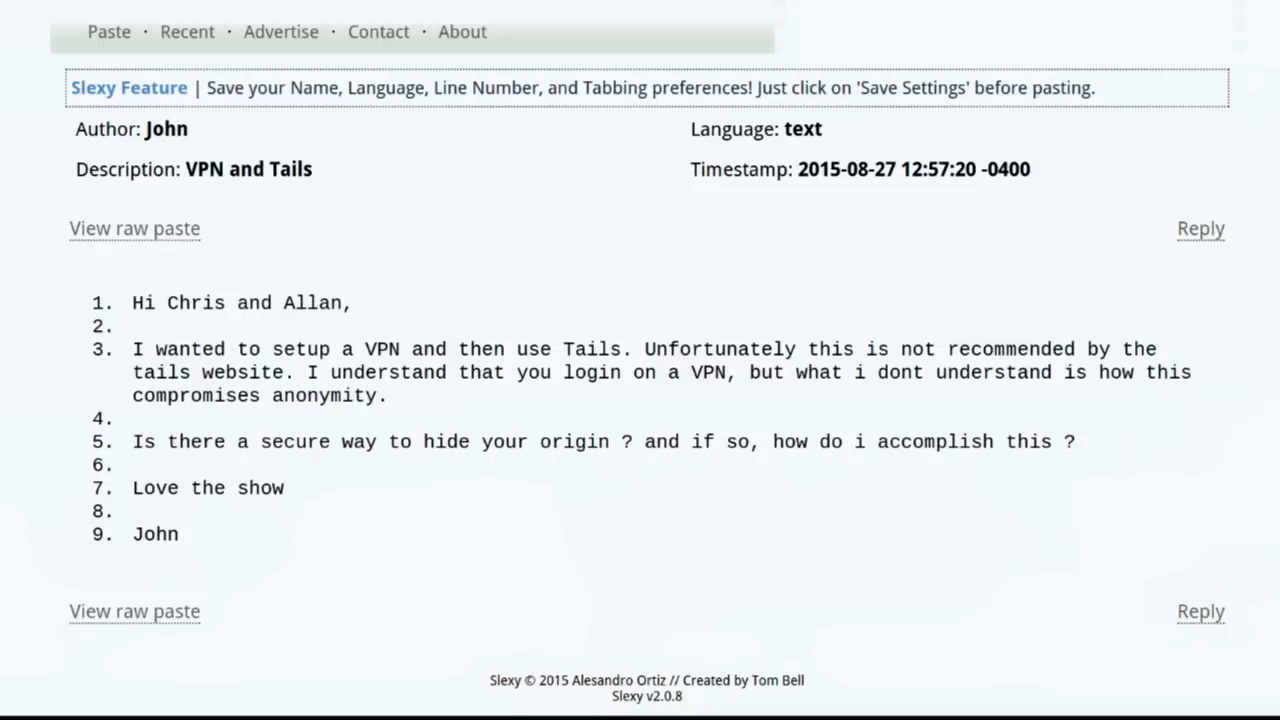 Paste · Recent · Advertise · Contact · About
Slexy Feature | Save your Name, Language, Line Number, and Tabbing preferences! Just click on 'Save Settings' before pasting.
Author: John Language: text
Description: VPN and Tails Timestamp: 2015-08-27 12:57:20 -0400
View raw paste Reply
1. Hi Chris and Allan,
2.
3. I wanted to setup a VPN and then use Tails. Unfortunately this is not recommended by the
tails website. I understand that you login on a VPN, but what i dont understand is how this
compromises anonymity.
4.
5. Is there a secure way to hide your origin ? and if so, how do i accomplish this ?
6.
7. Love the show
8.
9. John
View raw paste Reply
Slexy © 2015 Alesandro Ortiz // Created by Tom Bell
Slexy v2.0.8